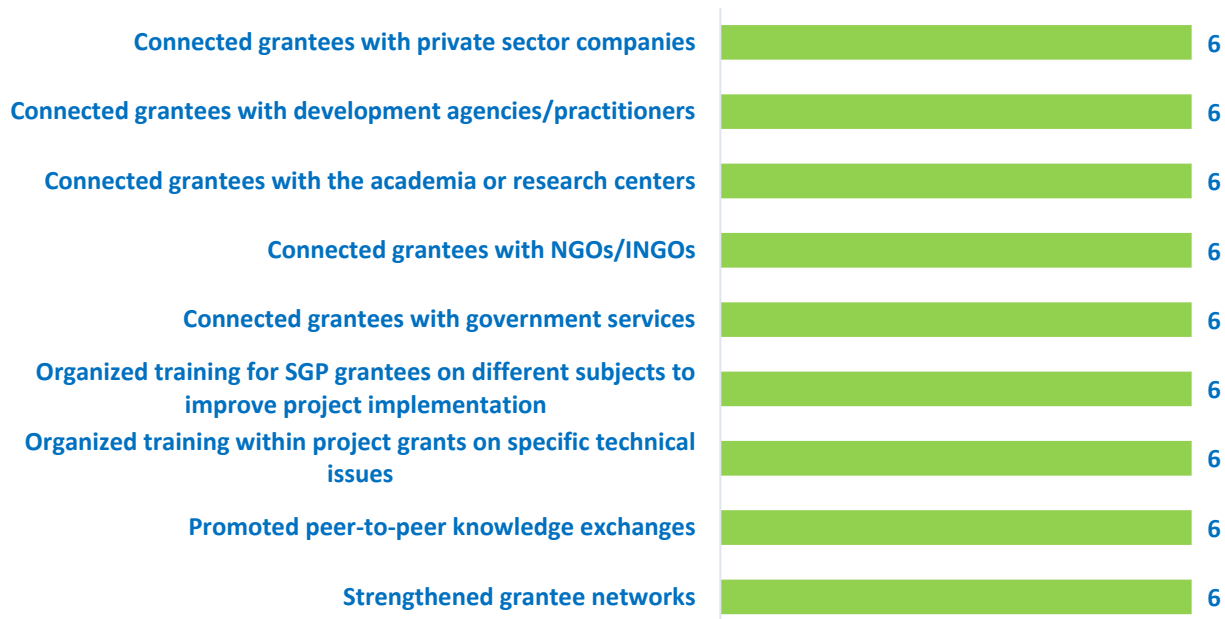 Connected grantees with private sector companies 6
Connected grantees with development agencies/practitioners 6
Connected grantees with the academia or research centers 6
Connected grantees with NGOs/INGOs 6
Connected grantees with government services 6
Organized training for SGP grantees on different subjects to
improve project implementation 6
Organized training within project grants on specific technical
issues 6
Promoted peer-to-peer knowledge exchanges 6
Strengthened grantee networks 6